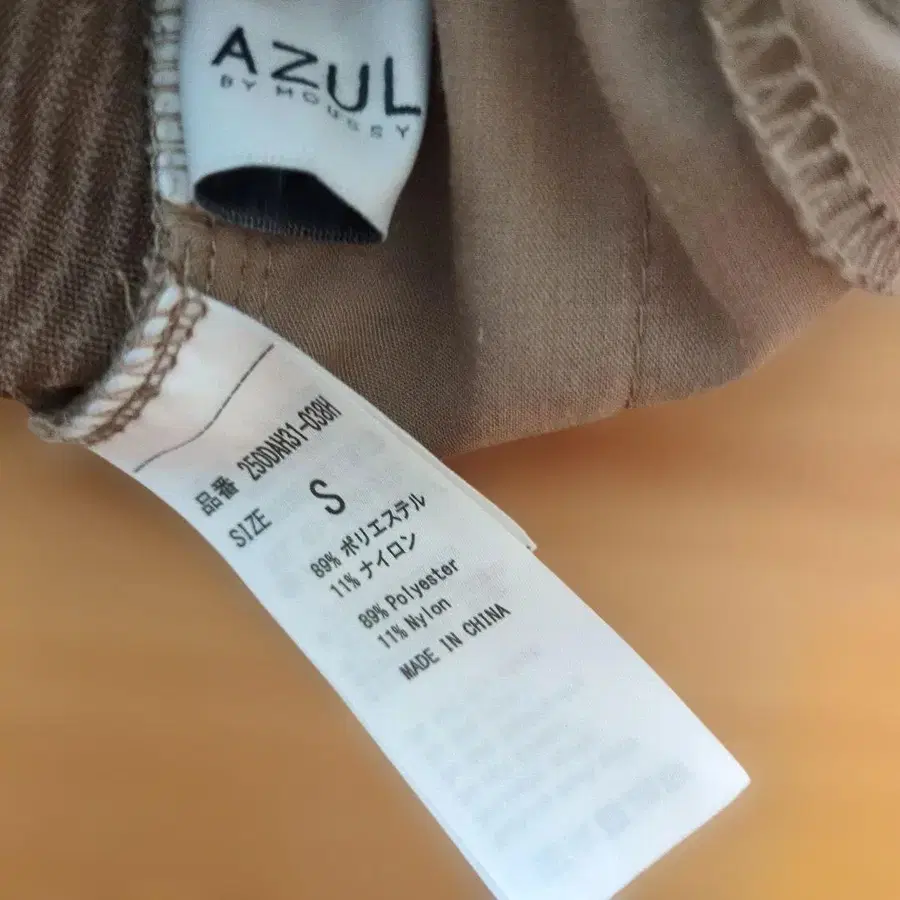 AZUL
BY MOUSSY
品番 250DAH31-038H
SIZE S
89% ポリエステル
11% ナイロン
89% Polyester
11% Nylon
MADE IN CHINA